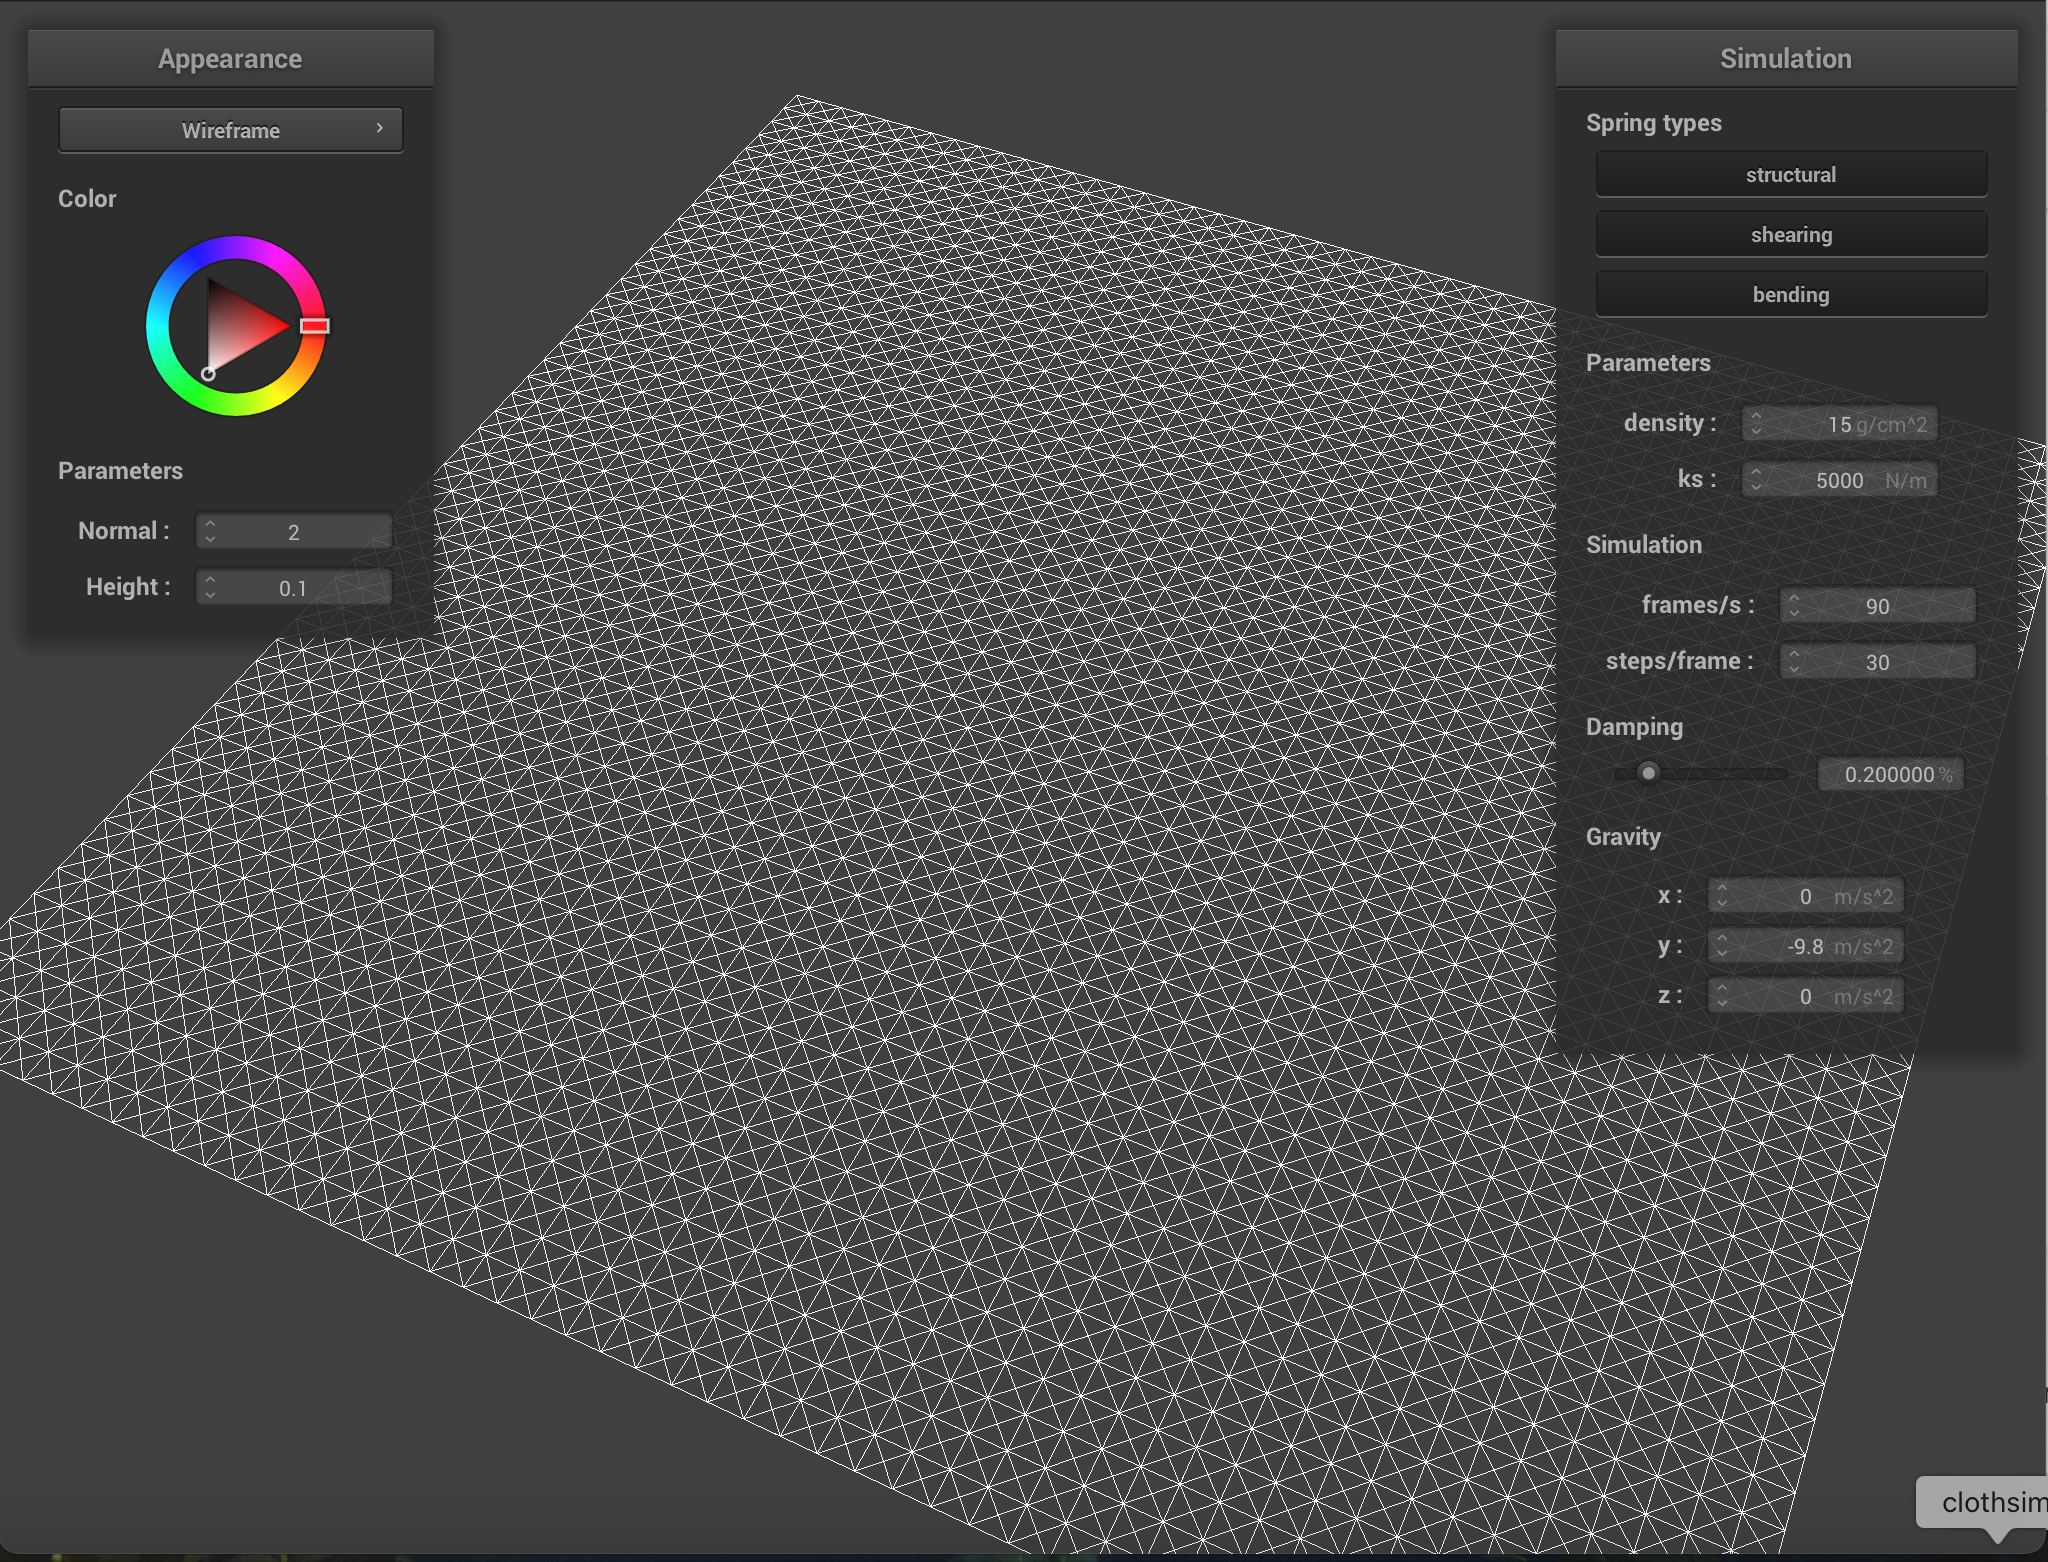 Appearance
Wireframe
Color
Parameters
Normal : 2
Height : 0.1
Simulation
Spring types
structural
shearing
bending
Parameters
density : 15 g/cm^2
ks : 5000 N/m
Simulation
frames/s : 90
steps/frame : 30
Damping
0.200000 %
Gravity
x : 0 m/s^2
y : -9.8 m/s^2
z : 0 m/s^2
clothsim